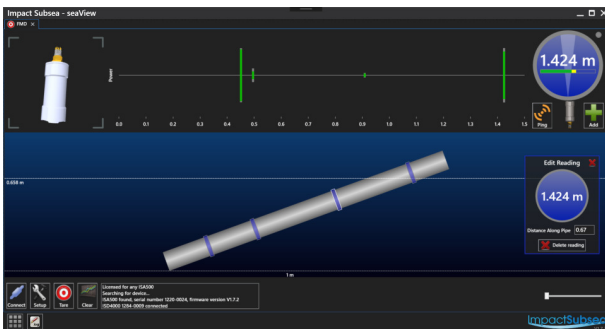 Impact Subsea - seaView
FMD ×
Power
1.424 m
0.0 0.1 0.2 0.3 0.4 0.5 0.6 0.7 0.8 0.9 1.0 1.1 1.2 1.3 1.4 1.5
Ping
Add
0.658 m
Edit Reading
1.424 m
Distance Along Pipe 0.67
Delete reading
1 m
Connect
Setup
Tare
Clear
Licensed for any ISA500
Searching for device...
ISA500 found, serial number 1220-0024, firmware version V1.7.2
ISD4000 1284-0009 connected
ImpactSubsea